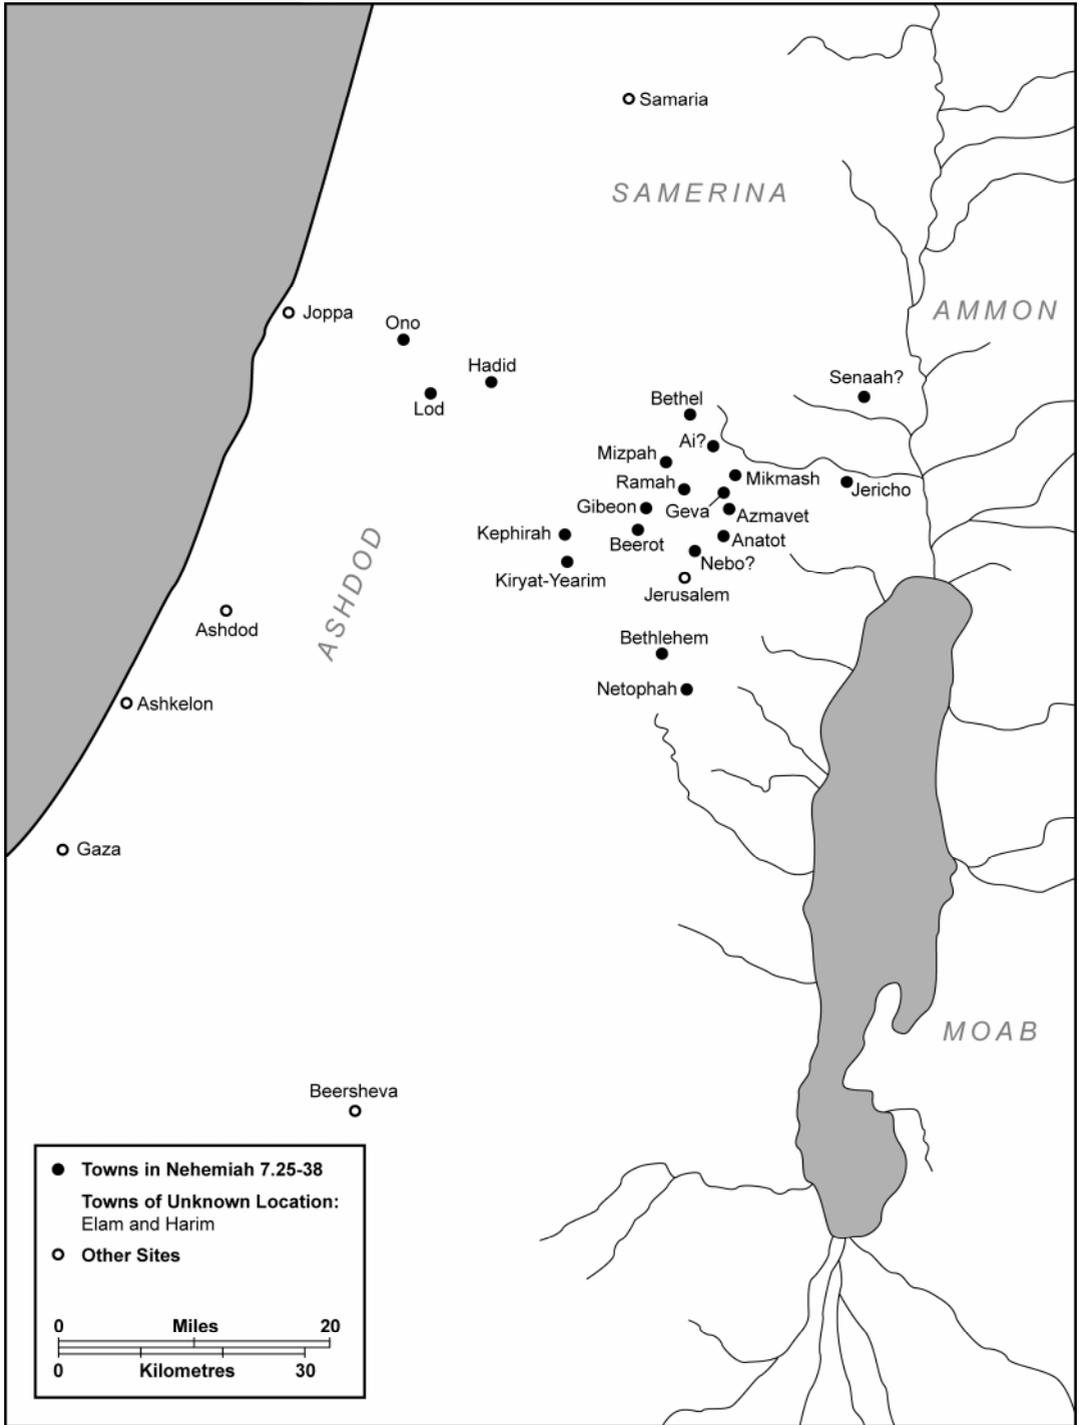 Samaria
SAMERINA
AMMON
Joppa
Ono
Hadid
Lod
Senaah?
Bethel
Ai?
Mizpah
Mikmash
Ramah
Jericho
Gibeon
Geva
Azmavet
Kephirah
Beerot
Anatot
Nebo?
Kiryat-Yearim
Jerusalem
ASHDOD
Ashdod
Bethlehem
Netophah
Ashkelon
Gaza
MOAB
Beersheva
Towns in Nehemiah 7.25-38
Towns of Unknown Location:
Elam and Harim
Other Sites
0 Miles 20
0 Kilometres 30